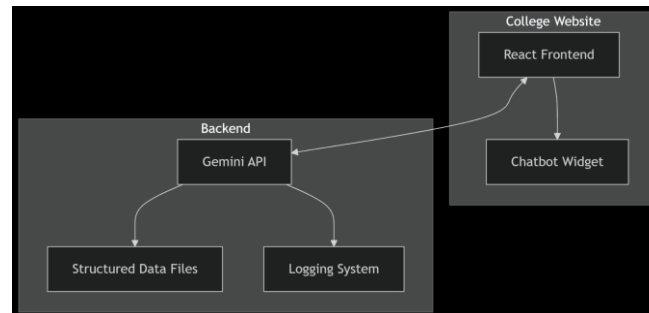 College Website
React Frontend
Backend
Gemini API
Chatbot Widget
Structured Data Files
Logging System